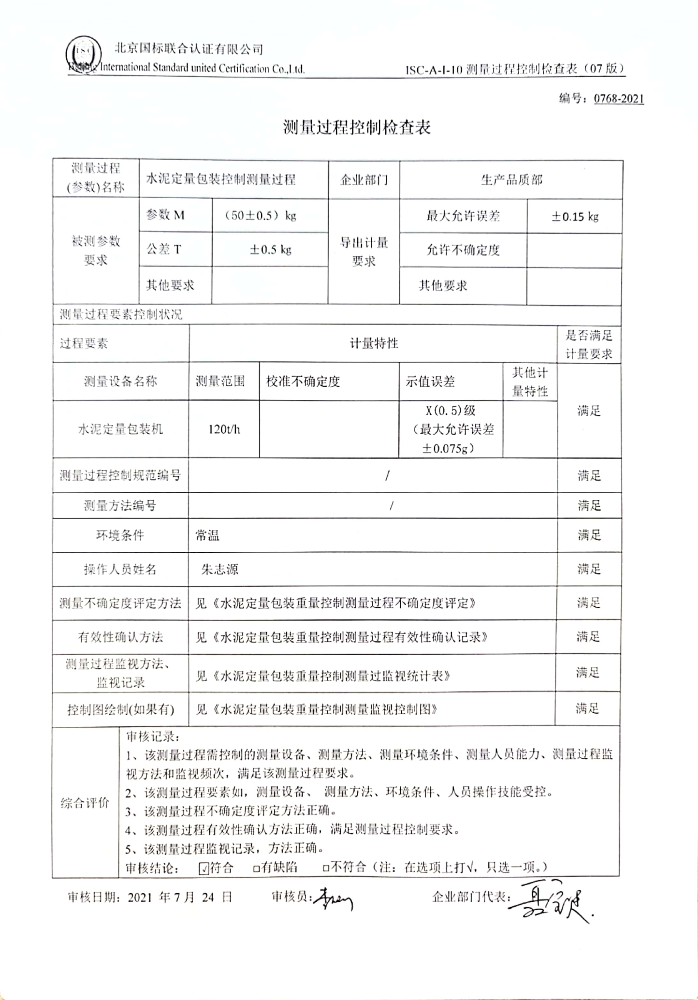 北京国标联合认证有限公司
Beijing International Standard united Certification Co.,Ltd.
ISC-A-I-10 测量过程控制检查表（07 版）
编号：0768-2021
测量过程控制检查表
测量过程
(参数)名称
水泥定量包装控制测量过程
企业部门
生产品质部
被测参数
要求
参数 M
（50±0.5）kg
导出计量
要求
最大允许误差
±0.15 kg
公差 T
±0.5 kg
允许不确定度
其他要求
其他要求
测量过程要素控制状况
过程要素
计量特性
是否满足
计量要求
测量设备名称
测量范围
校准不确定度
示值误差
其他计
量特性
满足
水泥定量包装机
120t/h
X(0.5)级
（最大允许误差
±0.075g）
测量过程控制规范编号
/
满足
测量方法编号
/
满足
环境条件
常温
满足
操作人员姓名
朱志源
满足
测量不确定度评定方法
见《水泥定量包装重量控制测量过程不确定度评定》
满足
有效性确认方法
见《水泥定量包装重量控制测量过程有效性确认记录》
满足
测量过程监视方法、
监视记录
见《水泥定量包装重量控制测量过监视统计表》
满足
控制图绘制(如果有)
见《水泥定量包装重量控制测量监视控制图》
满足
综合评价
审核记录：
1、该测量过程需控制的测量设备、测量方法、测量环境条件、测量人员能力、测量过程监
视方法和监视频次，满足该测量过程要求。
2、该测量过程要素如，测量设备、 测量方法、环境条件、人员操作技能受控。
3、该测量过程不确定度评定方法正确。
4、该测量过程有效性确认方法正确，满足测量过程控制要求。
5、该测量过程监视记录，方法正确。
审核结论： ☑符合 □有缺陷 □不符合（注：在选项上打√，只选一项。）
审核日期：2021 年 7 月 24 日 审核员： 企业部门代表：